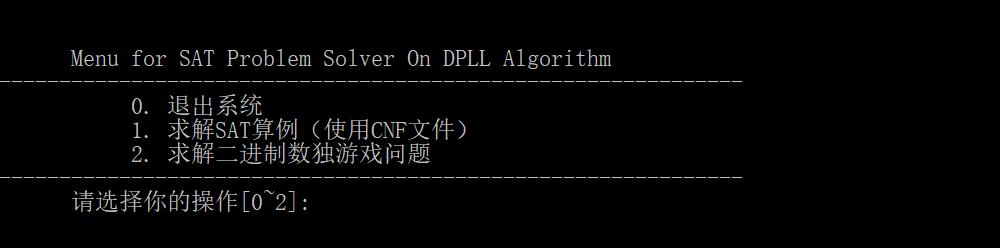 Menu for SAT Problem Solver On DPLL Algorithm
--------------------------------------------------------------
0. 退出系统
1. 求解SAT算例（使用CNF文件）
2. 求解二进制数独游戏问题
--------------------------------------------------------------
请选择你的操作[0~2]: